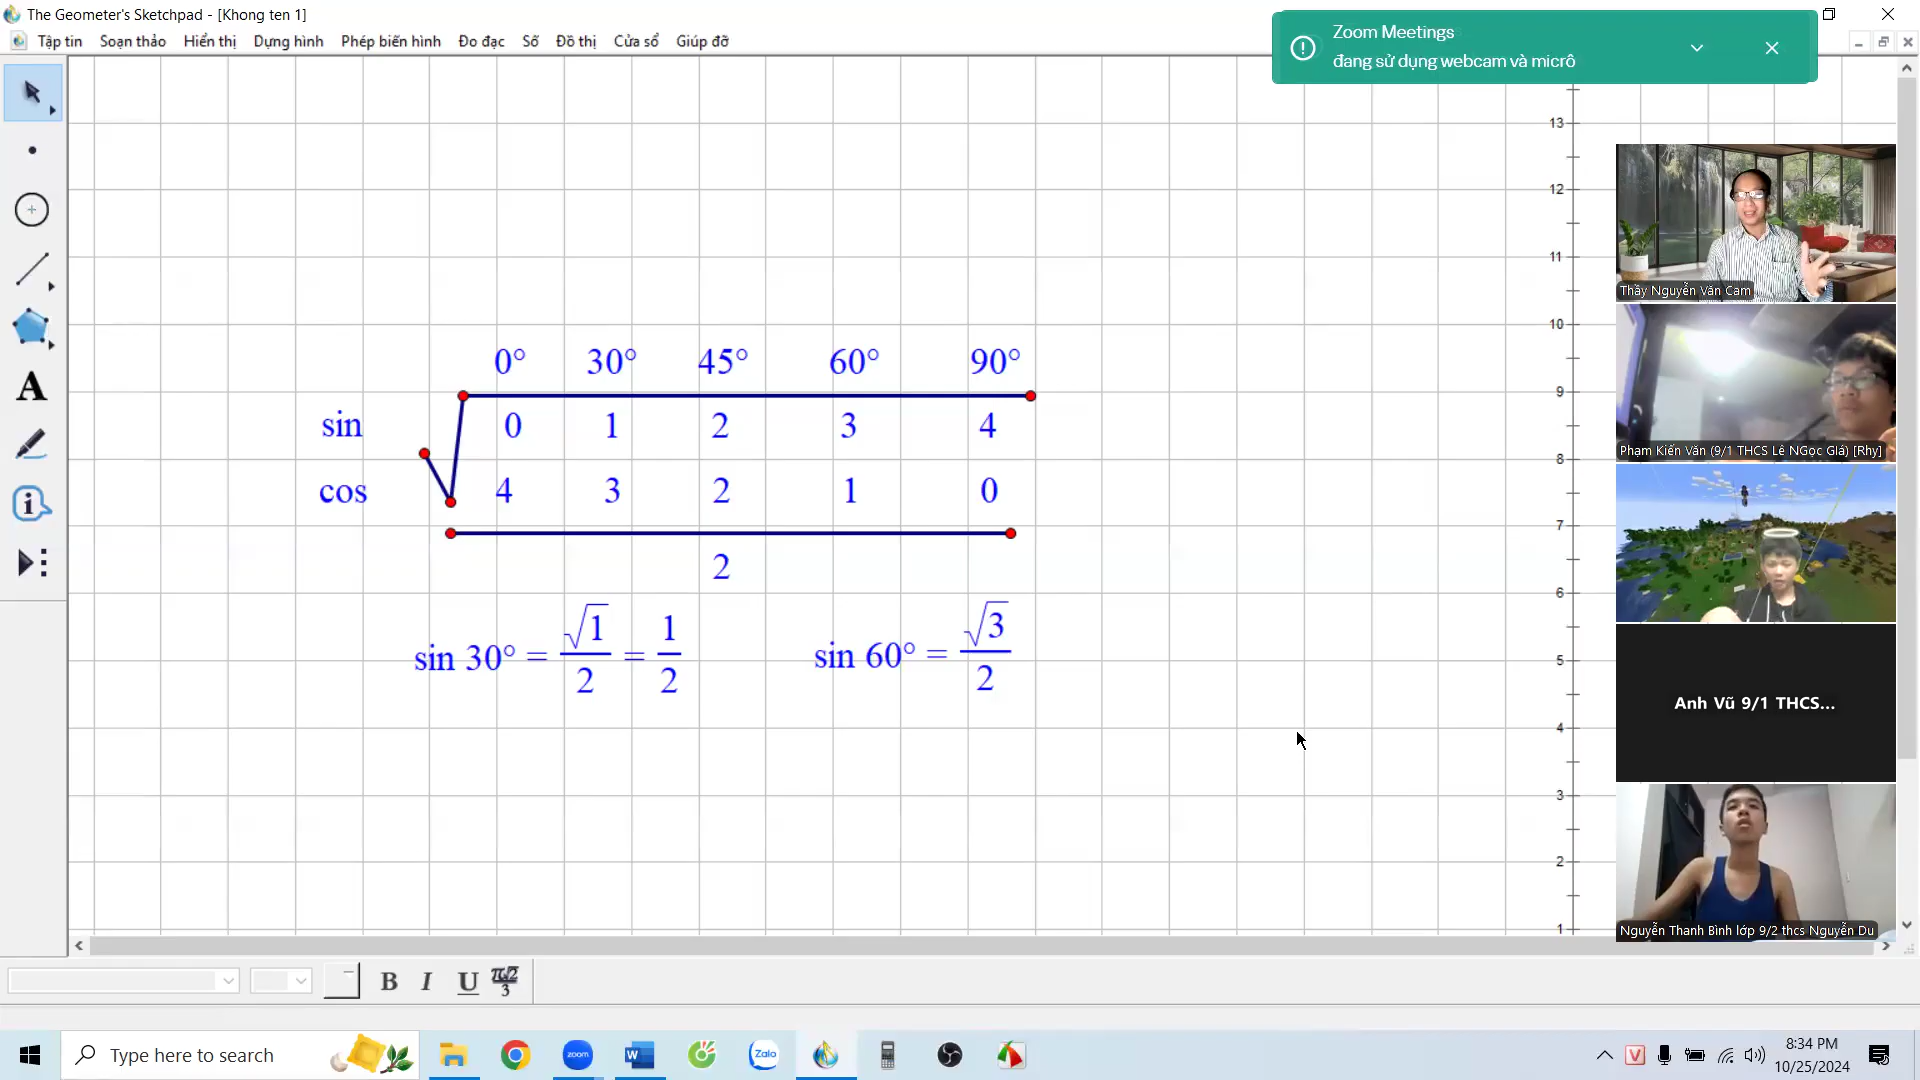 The Geometer's Sketchpad - [Khong ten 1]
Tập tin Soạn thảo Hiển thị Dựng hình Phép biến hình Đo đạc Số Đồ thị Cửa sổ Giúp đỡ
Zoom Meetings
đang sử dụng webcam và micrô
13
12
11
10
9
8
7
6
5
4
3
2
1
0° 30° 45° 60° 90°
sin 0 1 2 3 4
cos 4 3 2 1 0
2
sin 30° = √1/2 = 1/2
sin 60° = √3/2
A
Thầy Nguyễn Văn Cam
Phạm Kiến Văn (9/1 THCS Lê NGọc Giá) [Rhy]
Anh Vũ 9/1 THCS...
Nguyễn Thanh Bình lớp 9/2 thcs Nguyễn Du
B I U π√2/3
Type here to search
zoom
W
Zalo
V
8:34 PM
10/25/2024